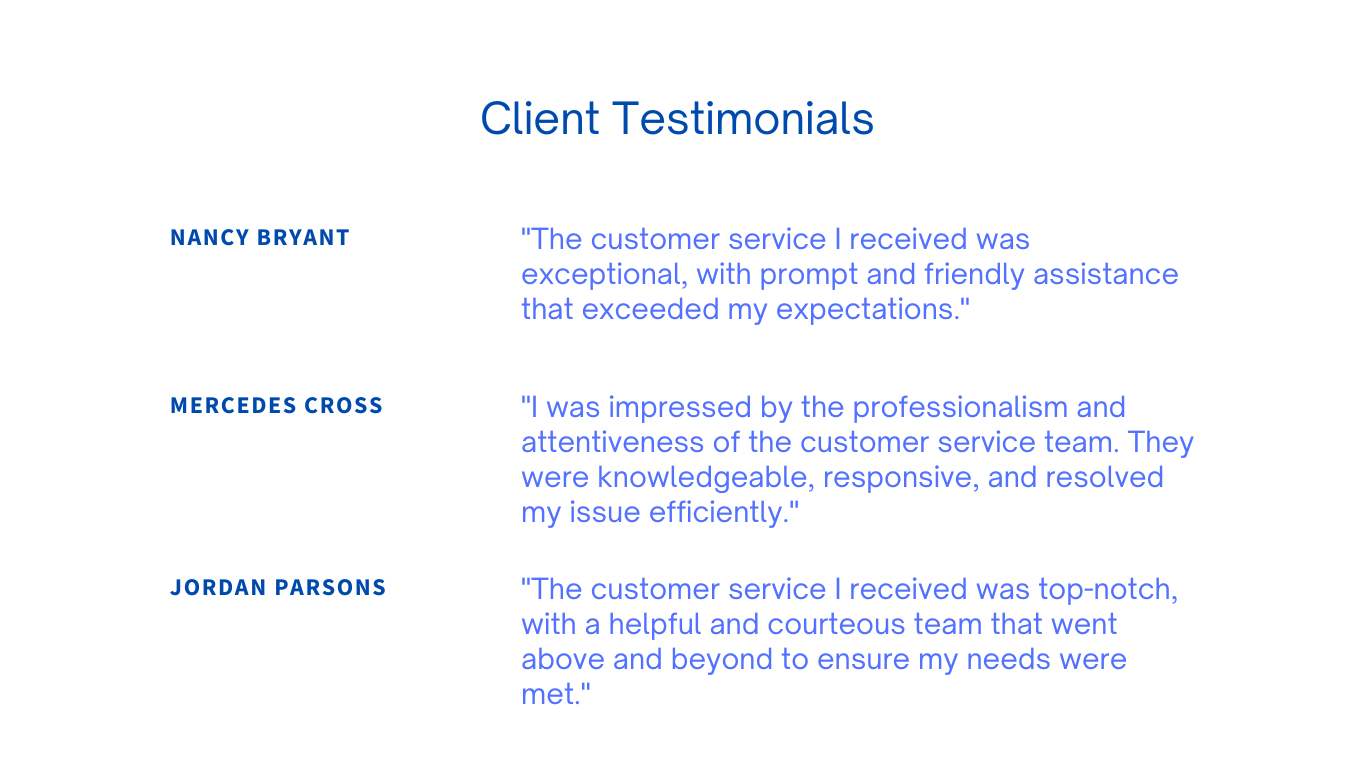 Client Testimonials
NANCY BRYANT
"The customer service I received was
exceptional, with prompt and friendly assistance
that exceeded my expectations."
MERCEDES CROSS
"I was impressed by the professionalism and
attentiveness of the customer service team. They
were knowledgeable, responsive, and resolved
my issue efficiently."
JORDAN PARSONS
"The customer service I received was top-notch,
with a helpful and courteous team that went
above and beyond to ensure my needs were
met."